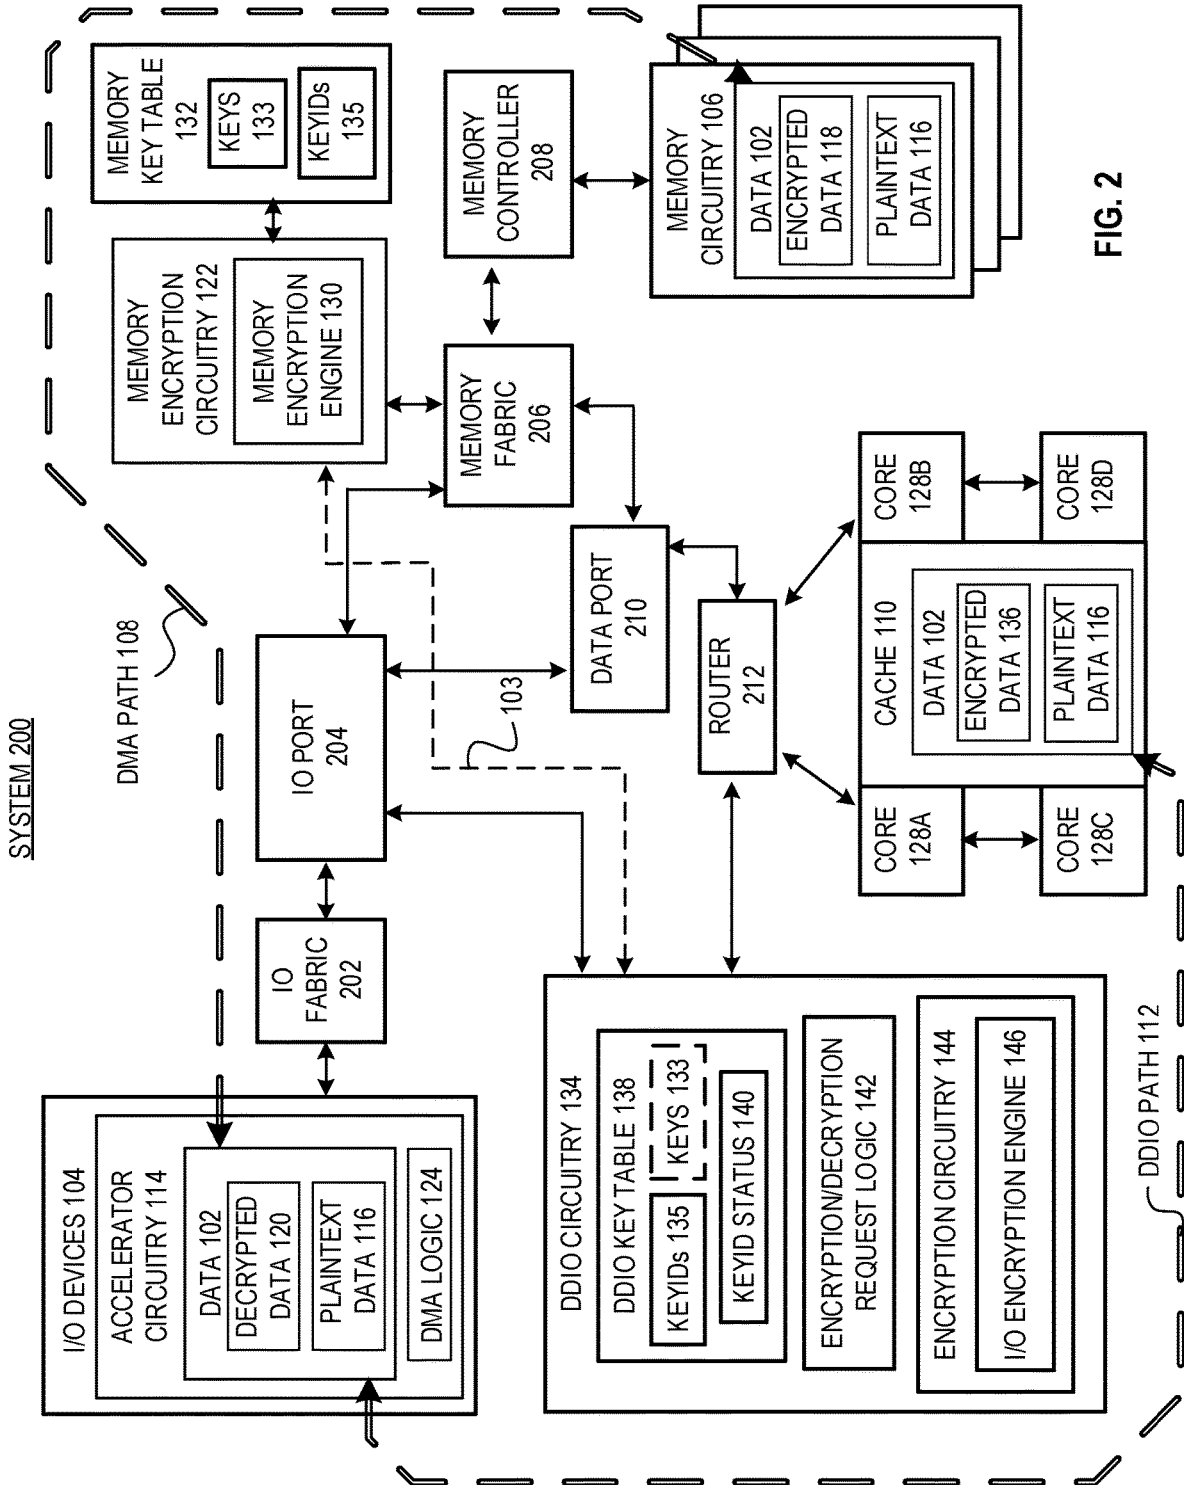 SYSTEM 200
DMA PATH 108
I/O DEVICES 104
ACCELERATOR
CIRCUITRY 114
DATA 102
DECRYPTED
DATA 120
PLAINTEXT
DATA 116
DMA LOGIC 124
IO
FABRIC
202
IO PORT
204
MEMORY
ENCRYPTION
CIRCUITRY 122
MEMORY
ENCRYPTION
ENGINE 130
MEMORY
KEY TABLE
132
KEYS
133
KEYIDs
135
103
MEMORY
FABRIC
206
MEMORY
CONTROLLER
208
MEMORY
CIRCUITRY 106
DATA 102
ENCRYPTED
DATA 118
PLAINTEXT
DATA 116
DATA PORT
210
ROUTER
212
DDIO CIRCUITRY 134
DDIO KEY TABLE 138
KEYIDs 135
KEYS 133
KEYID STATUS 140
ENCRYPTION/DECRYPTION
REQUEST LOGIC 142
ENCRYPTION CIRCUITRY 144
I/O ENCRYPTION ENGINE 146
CORE
128A
CORE
128C
CACHE 110
DATA 102
ENCRYPTED
DATA 136
PLAINTEXT
DATA 116
CORE
128B
CORE
128D
DDIO PATH 112
FIG. 2